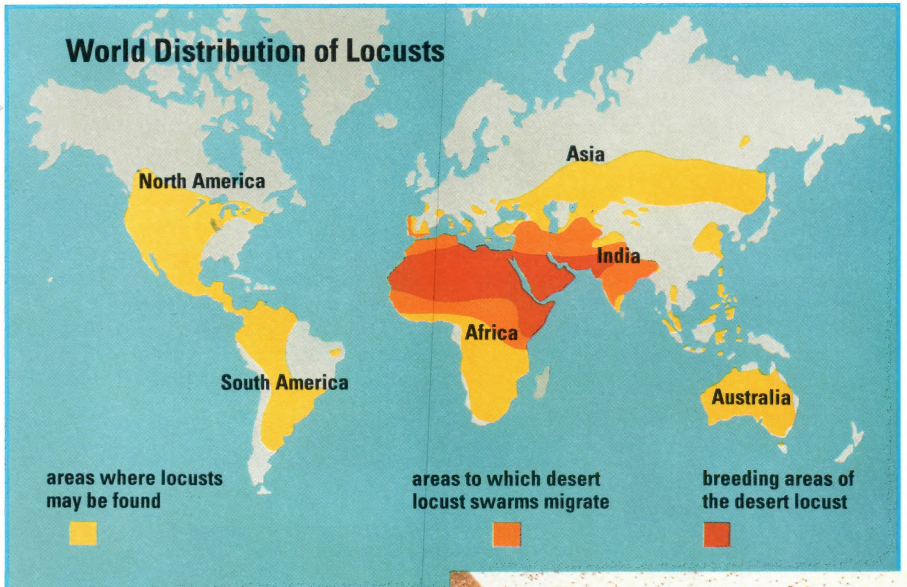 World Distribution of Locusts
Asia
North America
India
Africa
South America
Australia
areas where locusts
may be found
areas to which desert
locust swarms migrate
breeding areas of
the desert locust